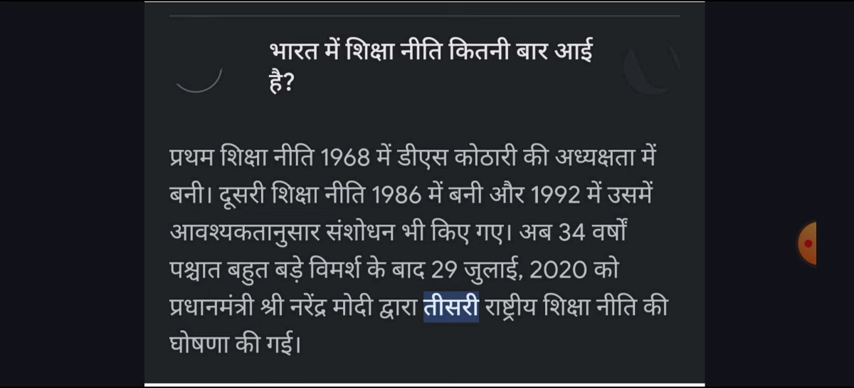 भारत में शिक्षा नीति कितनी बार आई
है?
प्रथम शिक्षा नीति 1968 में डीएस कोठारी की अध्यक्षता में
बनी। दूसरी शिक्षा नीति 1986 में बनी और 1992 में उसमें
आवश्यकतानुसार संशोधन भी किए गए। अब 34 वर्षों
पश्चात बहुत बड़े विमर्श के बाद 29 जुलाई, 2020 को
प्रधानमंत्री श्री नरेंद्र मोदी द्वारा तीसरी राष्ट्रीय शिक्षा नीति की
घोषणा की गई।